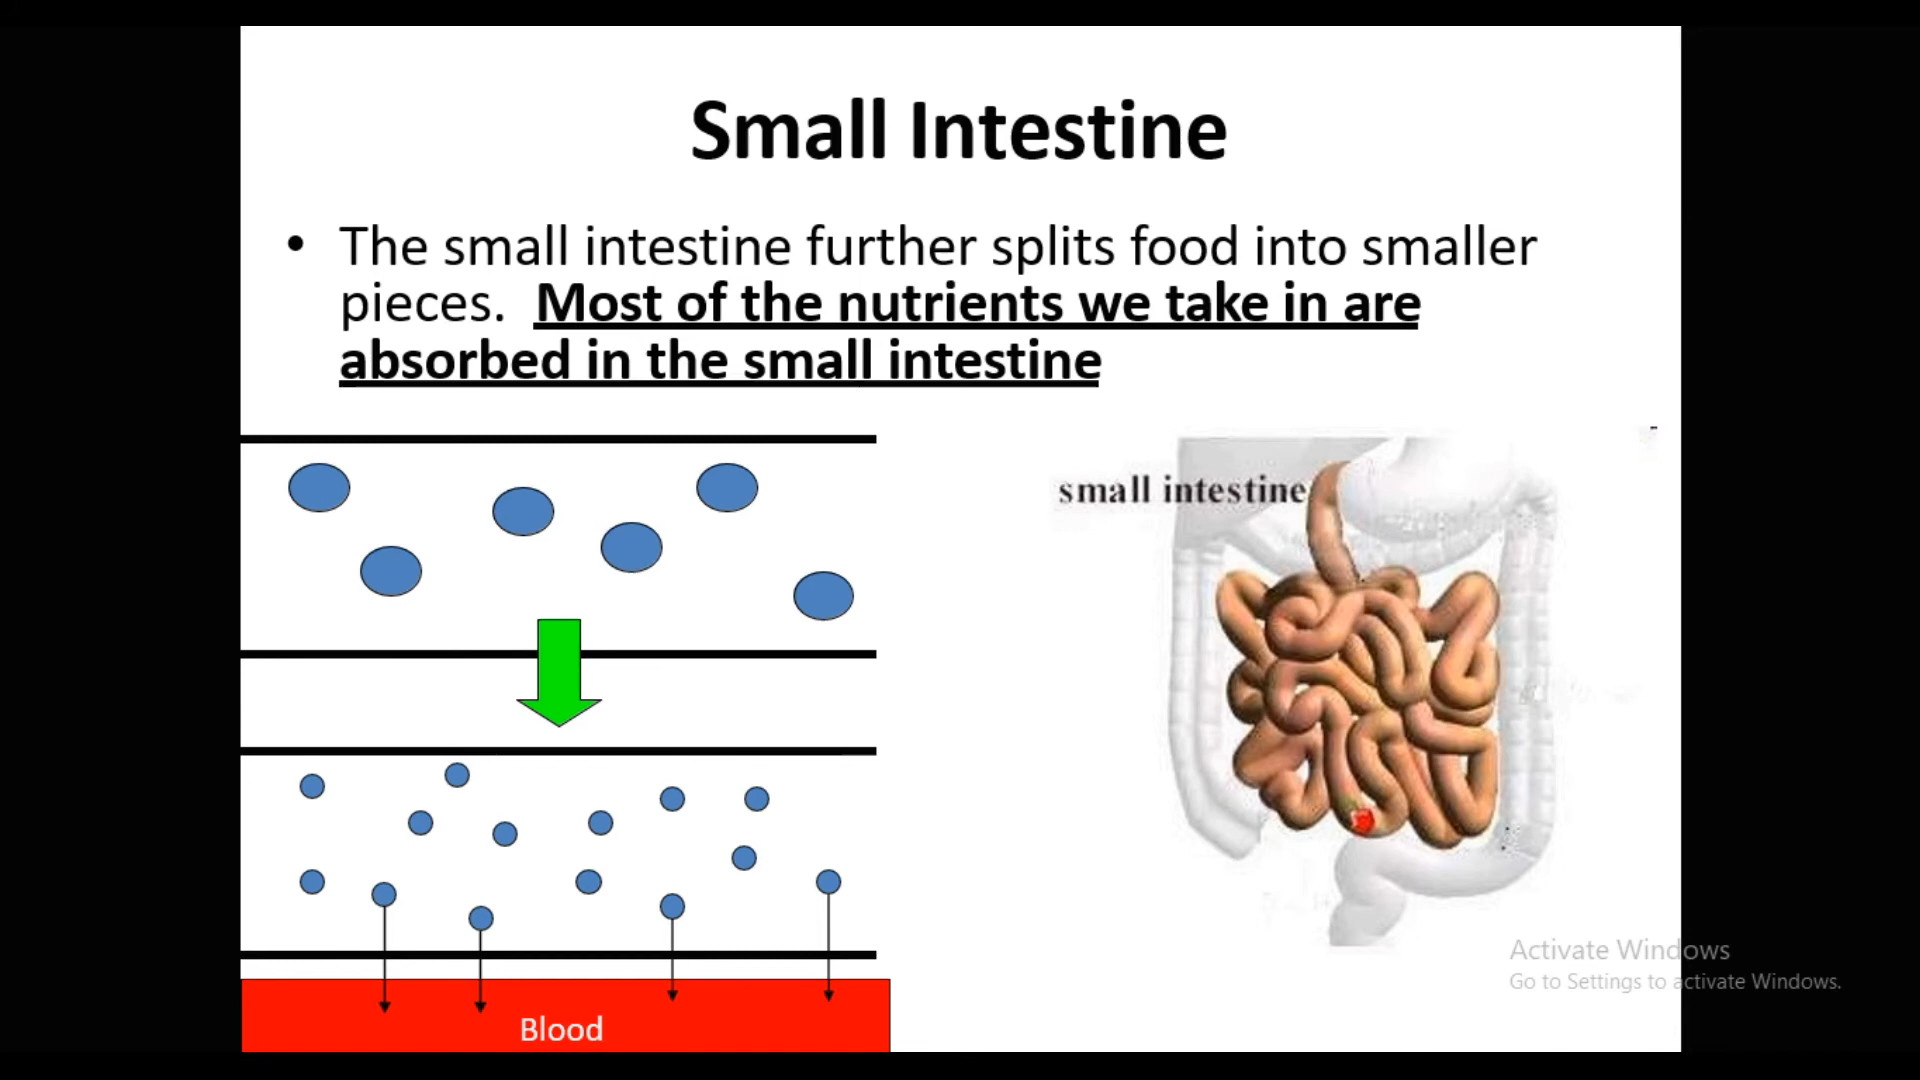 Small Intestine
• The small intestine further splits food into smaller
pieces. Most of the nutrients we take in are
absorbed in the small intestine
small intestine
Blood
Activate Windows
Go to Settings to activate Windows.